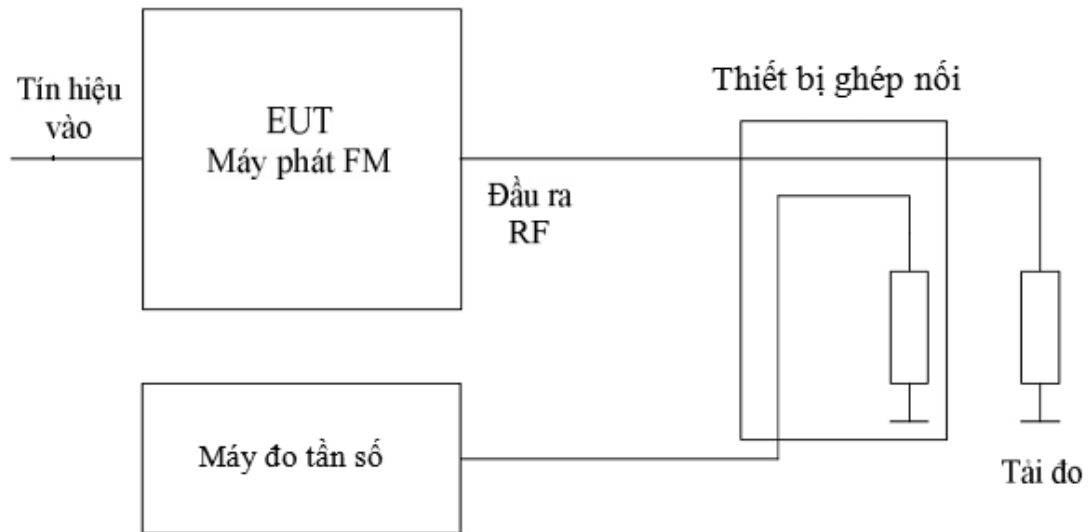 Tín hiệu
vào
EUT
Máy phát FM
Đầu ra
RF
Thiết bị ghép nối
Máy đo tần số
Tải đo